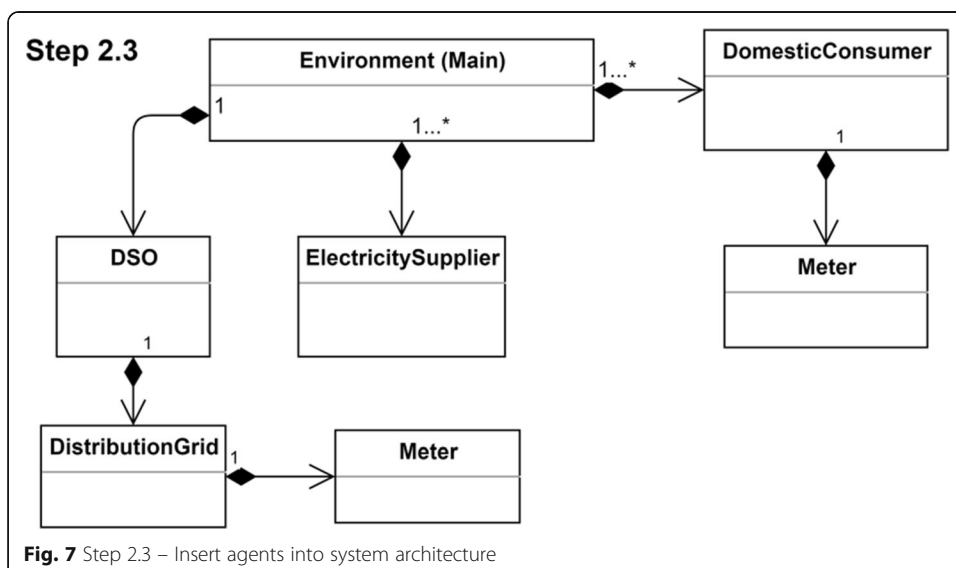 Step 2.3
Environment (Main)
1
1...*
1...*
DomesticConsumer
1
DSO
1
ElectricitySupplier
Meter
DistributionGrid
1
Meter
Fig. 7 Step 2.3 – Insert agents into system architecture